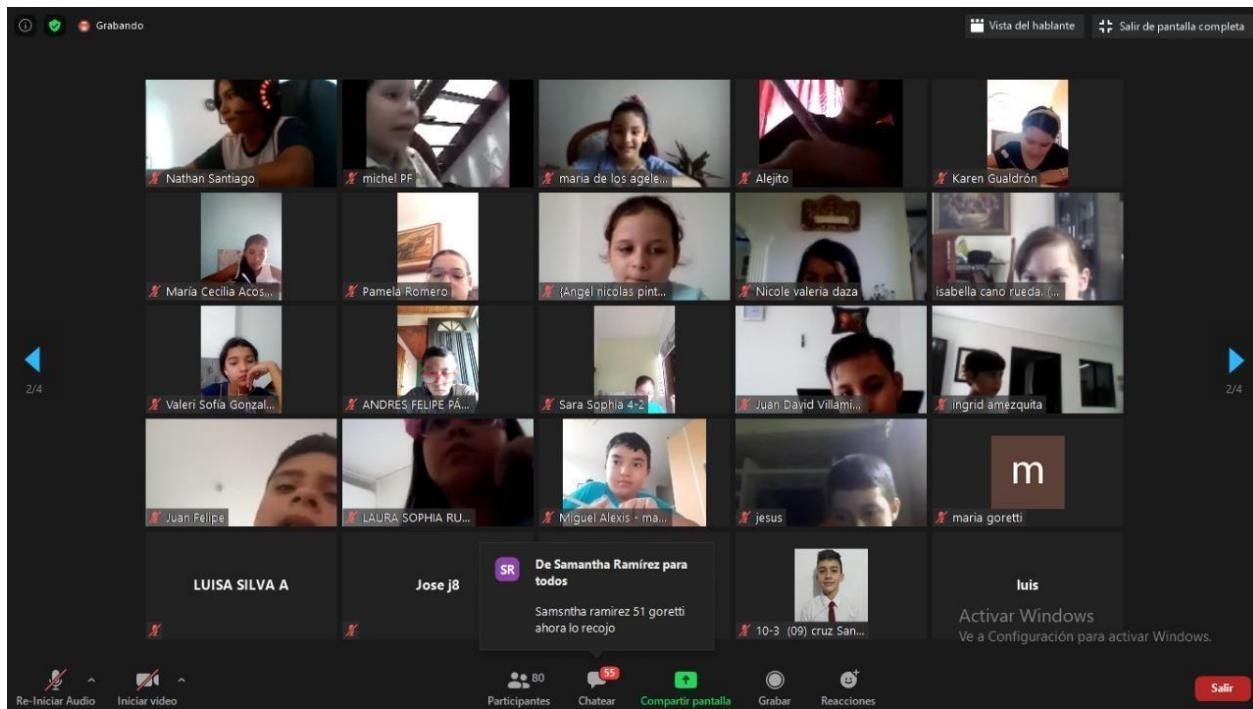 Grabando
Vista del hablante
Salir de pantalla completa
Nathan Santiago
michel PF
maria de los agele...
Alejito
Karen Gualdrón
María Cecilia Acos...
Pamela Romero
{Angel nicolas pint...
Nicole valeria daza
isabella cano rueda. (...
Valeri Sofía Gonzal...
ANDRES FELIPE PÁ...
Sara Sophia 4-2
Juan David Villami...
ingrid amezquita
2/4
2/4
Juan Felipe
LAURA SOPHIA RU...
Miguel Alexis - ma...
jesus
m
maria goretti
LUISA SILVA A
Jose j8
SR
De Samantha Ramírez para
todos
Samsntha ramirez 51 goretti
ahora lo recojo
10-3 (09) cruz San...
luis
Activar Windows
Ve a Configuración para activar Windows.
Re-Iniciar Audio
Iniciar video
80
Participantes
55
Chatear
Compartir pantalla
Grabar
Reacciones
Salir